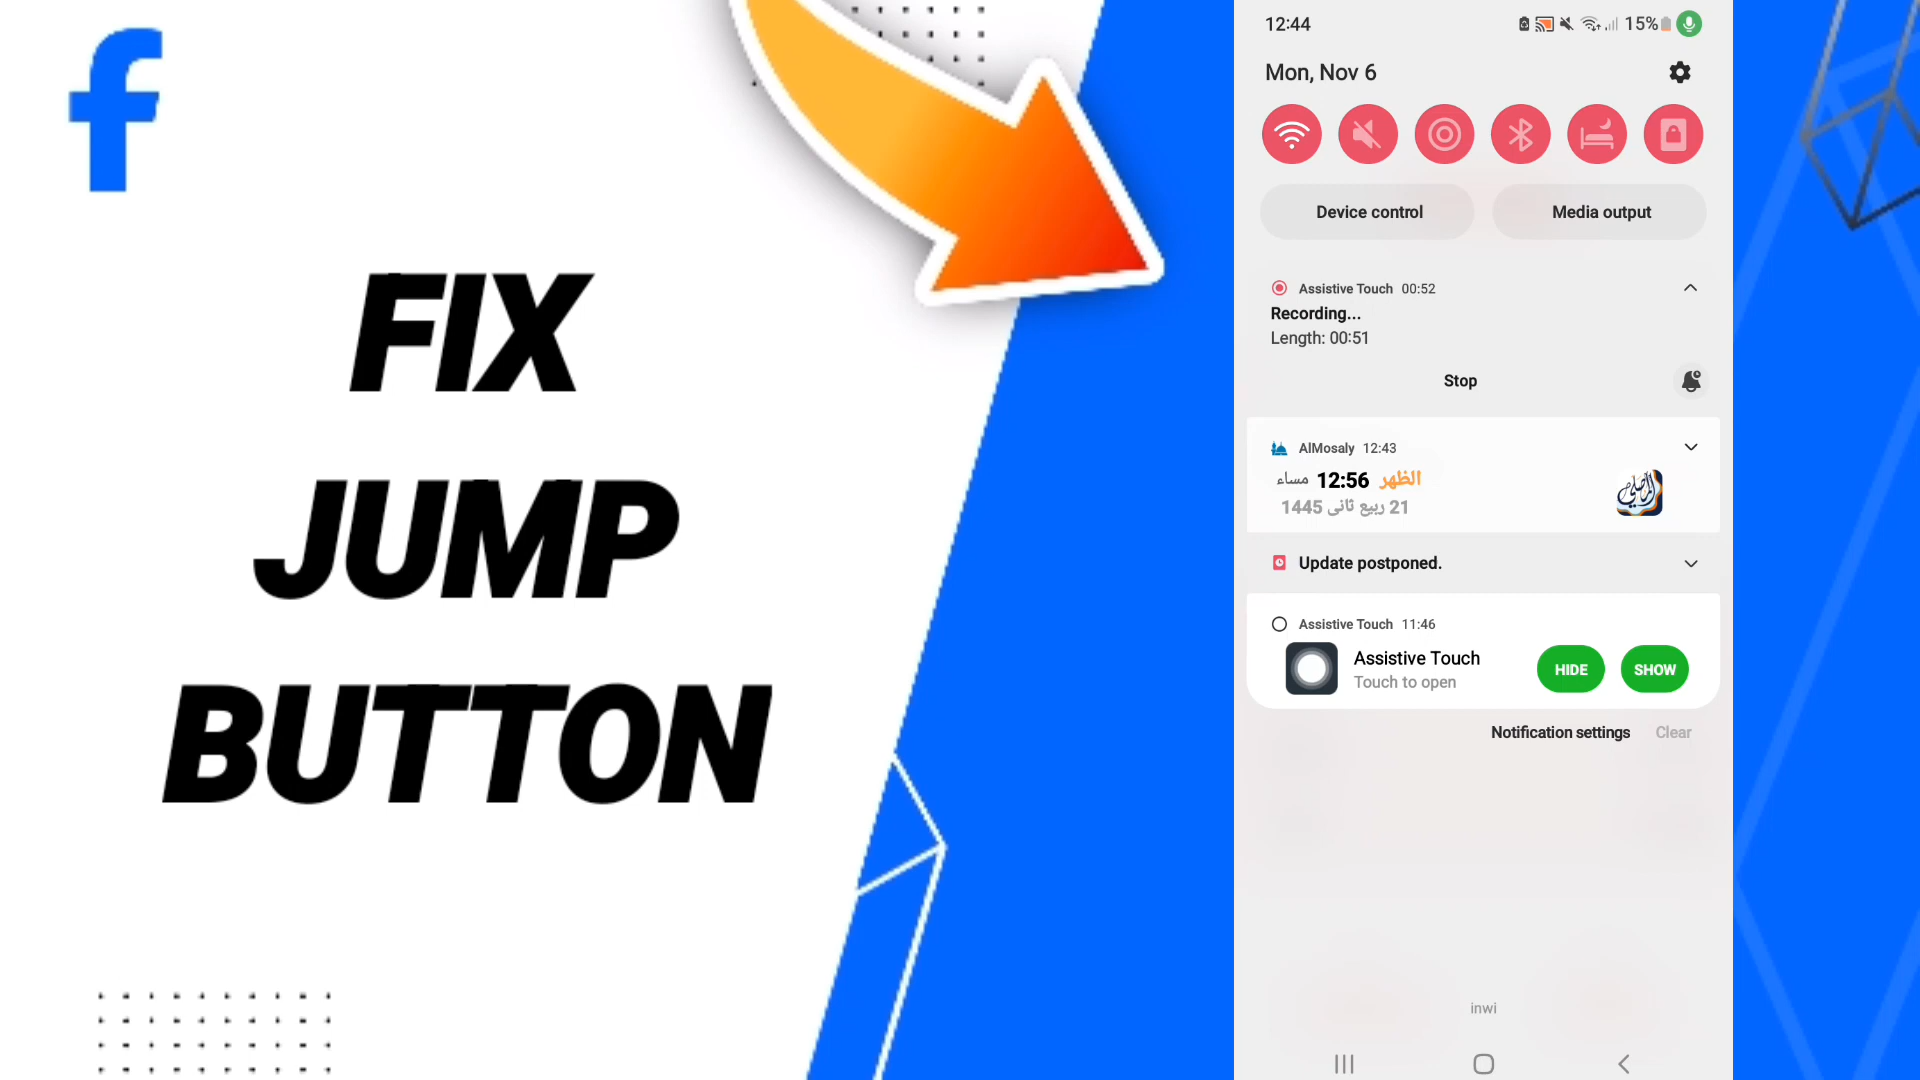 f
FIX
JUMP
BUTTON
12:44
15%
Mon, Nov 6
Device control
Media output
Assistive Touch 00:52
Recording...
Length: 00:51
Stop
AlMosaly 12:43
الظهر 12:56 مساء
21 ربيع ثانى 1445
المصلي
Update postponed.
Assistive Touch 11:46
Assistive Touch
Touch to open
HIDE
SHOW
Notification settings
Clear
inwi